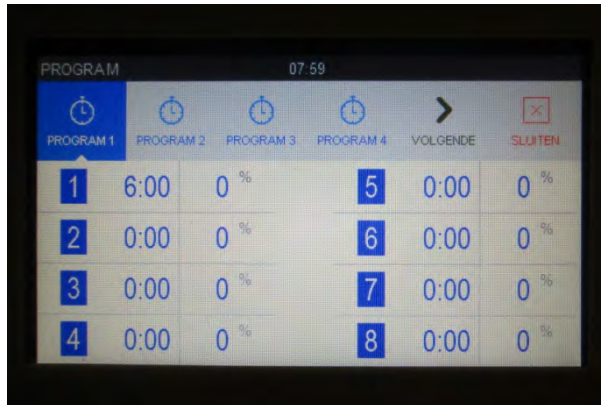 PROGRAM 07:59
PROGRAM 1 PROGRAM 2 PROGRAM 3 PROGRAM 4 VOLGENDE SLUITEN
1 6:00 0 % 5 0:00 0 %
2 0:00 0 % 6 0:00 0 %
3 0:00 0 % 7 0:00 0 %
4 0:00 0 % 8 0:00 0 %